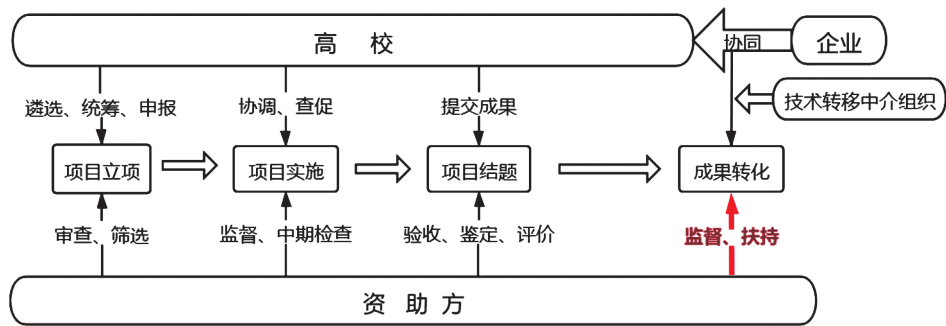 高 校
协同
企业
技术转移中介组织
遴选、统筹、申报
协调、查促
提交成果
项目立项
项目实施
项目结题
成果转化
审查、筛选
监督、中期检查
验收、鉴定、评价
监督、扶持
资 助 方